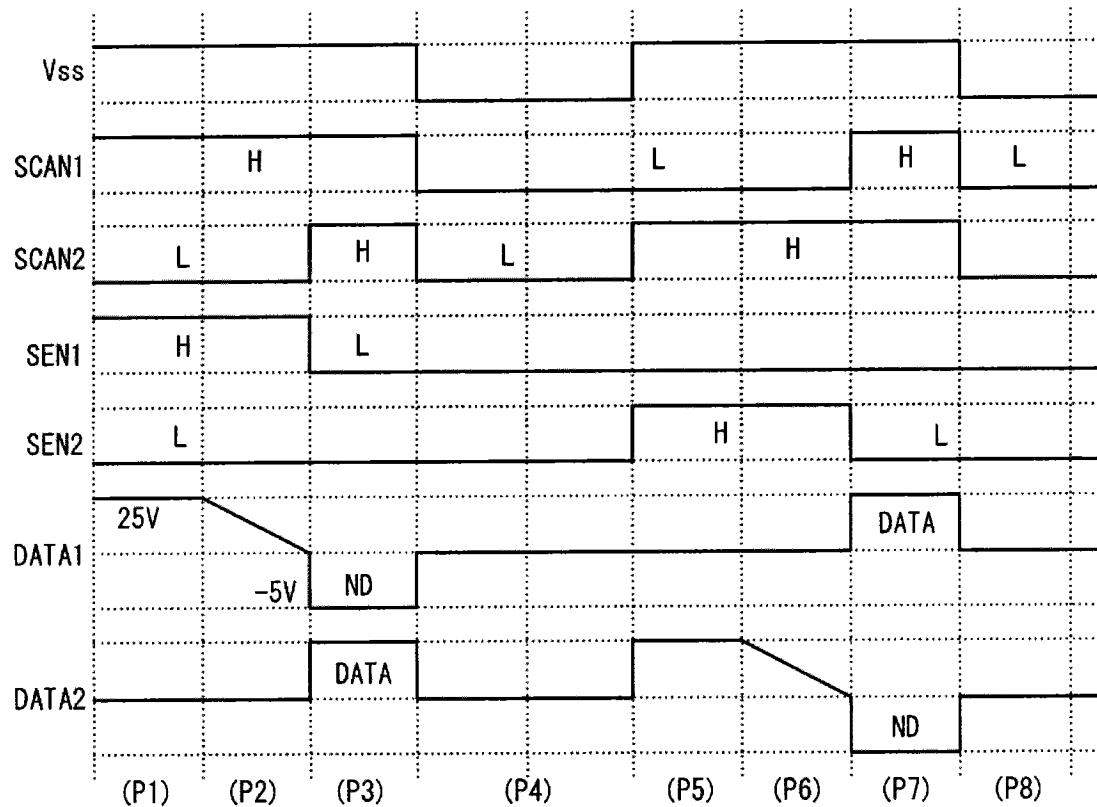 Vss
SCAN1 H L H L
SCAN2 L H L H
SEN1 H L
SEN2 L H L
25V DATA
DATA1
-5V ND
DATA2 DATA
ND
(P1) (P2) (P3) (P4) (P5) (P6) (P7) (P8)